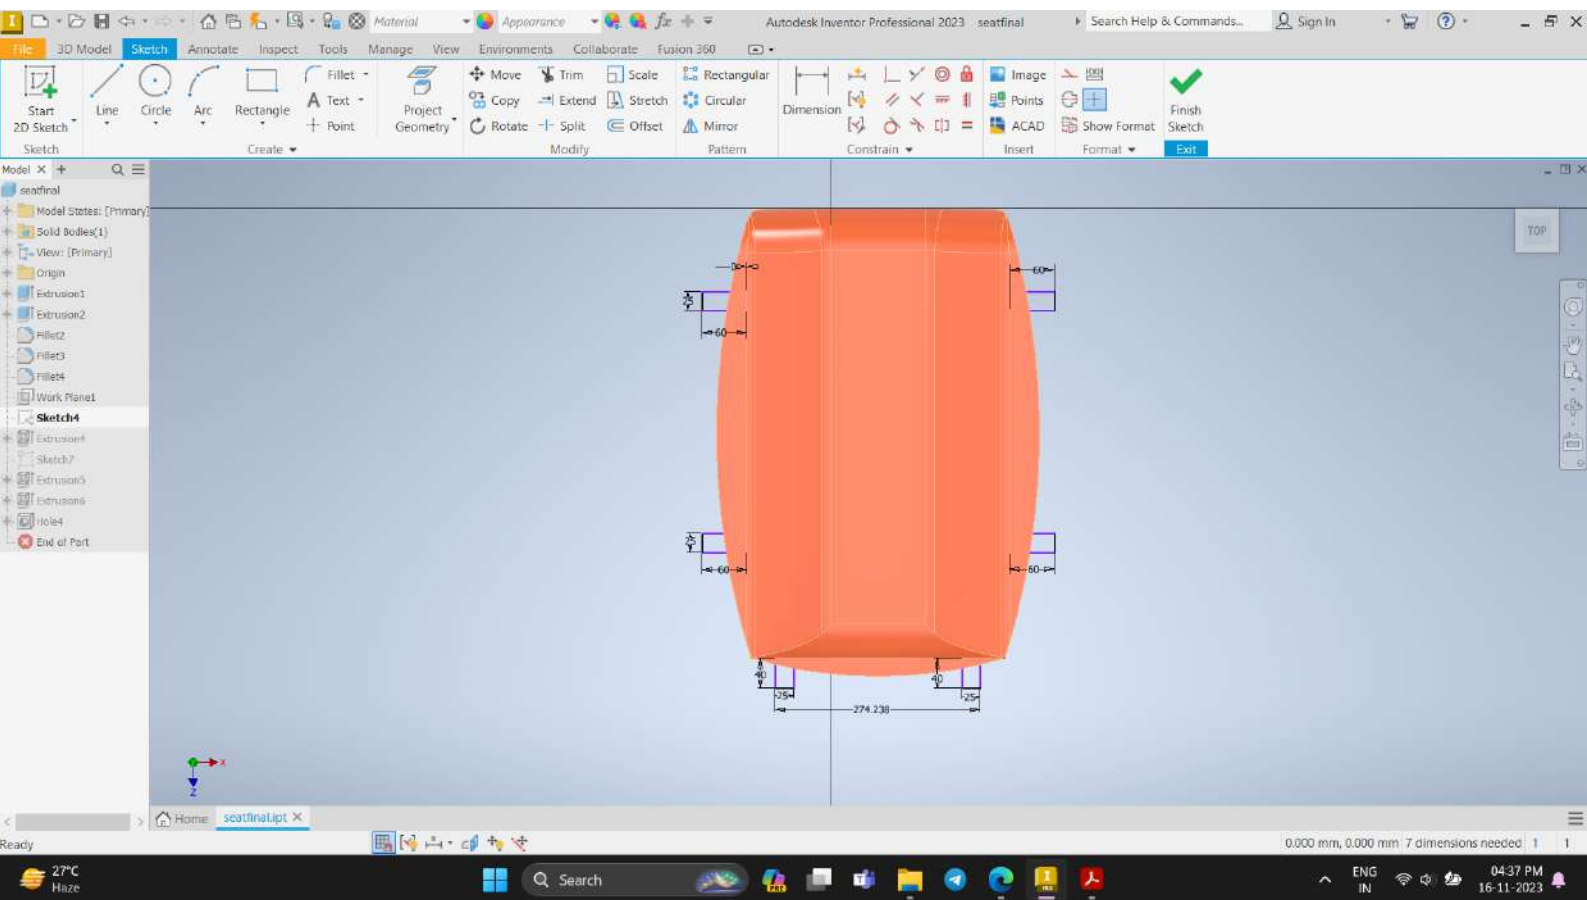 Material Appearance fx Autodesk Inventor Professional 2023 seatfinal Search Help & Commands... Sign In
File 3D Model Sketch Annotate Inspect Tools Manage View Environments Collaborate Fusion 360
Start 2D Sketch
Line
Circle
Arc
Rectangle
Fillet
Text
Point
Project Geometry
Move Trim Scale
Copy Extend Stretch
Rotate Split Offset
Rectangular
Circular
Mirror
Dimension
Image
Points
ACAD
Show Format
Finish Sketch
Sketch Create Modify Pattern Constrain Insert Format Exit
Model
seatfinal
Model States: [Primary]
Solid Bodies(1)
View: [Primary]
Origin
Extrusion1
Extrusion2
Fillet2
Fillet3
Fillet4
Work Plane1
Sketch4
Extrusion4
Sketch7
Extrusion5
Extrusion6
Hole4
End of Part
TOP
60
25
60
25
60 60
40 40
25 25
274.238
x
z
Home seatfinal.ipt
Ready 0.000 mm, 0.000 mm 7 dimensions needed 1 1
27°C
Haze
Search
PRE
ENG
IN
04:37 PM
16-11-2023